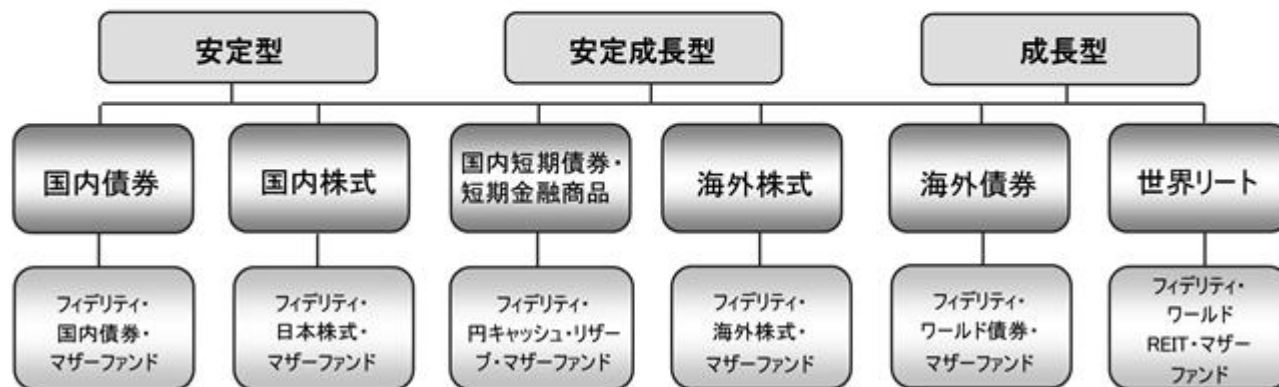 安定型
安定成長型
成長型
国内債券
国内株式
国内短期債券・
短期金融商品
海外株式
海外債券
世界リート
フィデリティ・
国内債券・
マザーファンド
フィデリティ・
日本株式・
マザーファンド
フィデリティ・
円キャッシュ・リザー
ブ・マザーファンド
フィデリティ・
海外株式・
マザーファンド
フィデリティ・
ワールド債券・
マザーファンド
フィデリティ・
ワールド
REIT・マザー
ファンド